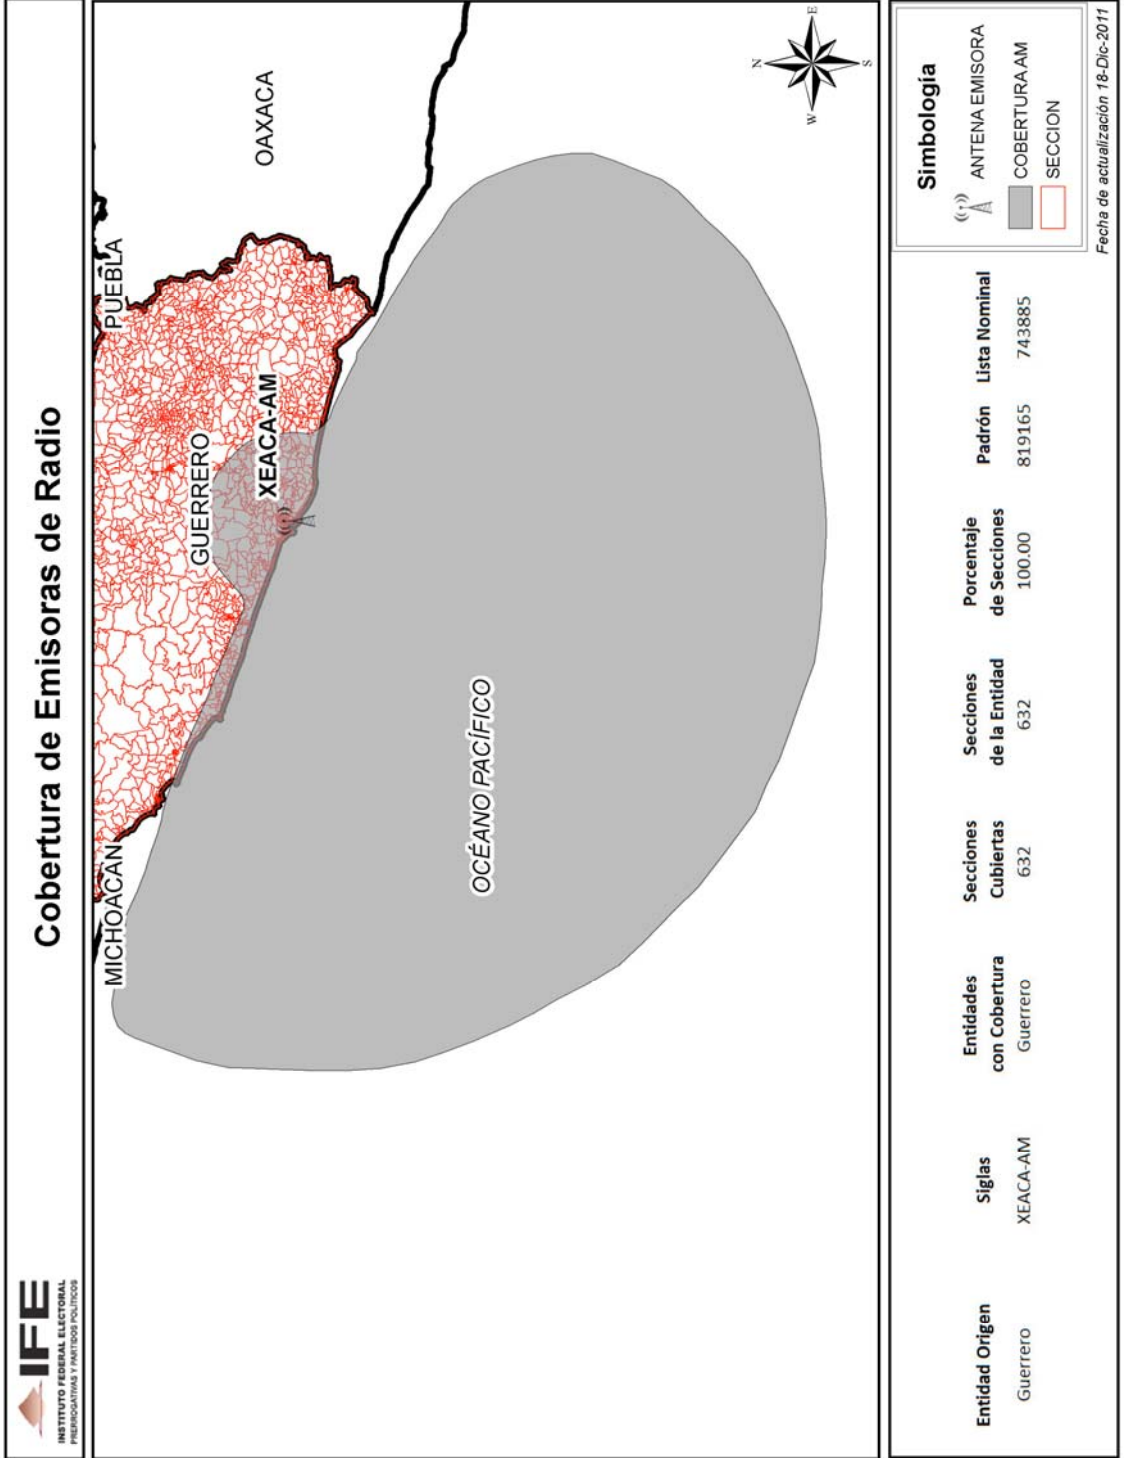 IFE
INSTITUTO FEDERAL ELECTORAL
PRERROGATIVAS Y PARTIDOS POLÍTICOS
Cobertura de Emisoras de Radio
MICHOACAN
PUEBLA
GUERRERO
OAXACA
XEACA-AM
OCÉANO PACÍFICO
N
W
E
S
Entidad Origen
Siglas
Entidades
con Cobertura
Secciones
Cubiertas
Secciones
de la Entidad
Porcentaje
de Secciones
Padrón
Lista Nominal
Guerrero
XEACA-AM
Guerrero
632
632
100.00
819165
743885
Simbología
ANTENA EMISORA
COBERTURA AM
SECCION
Fecha de actualización 18-Dic-2011